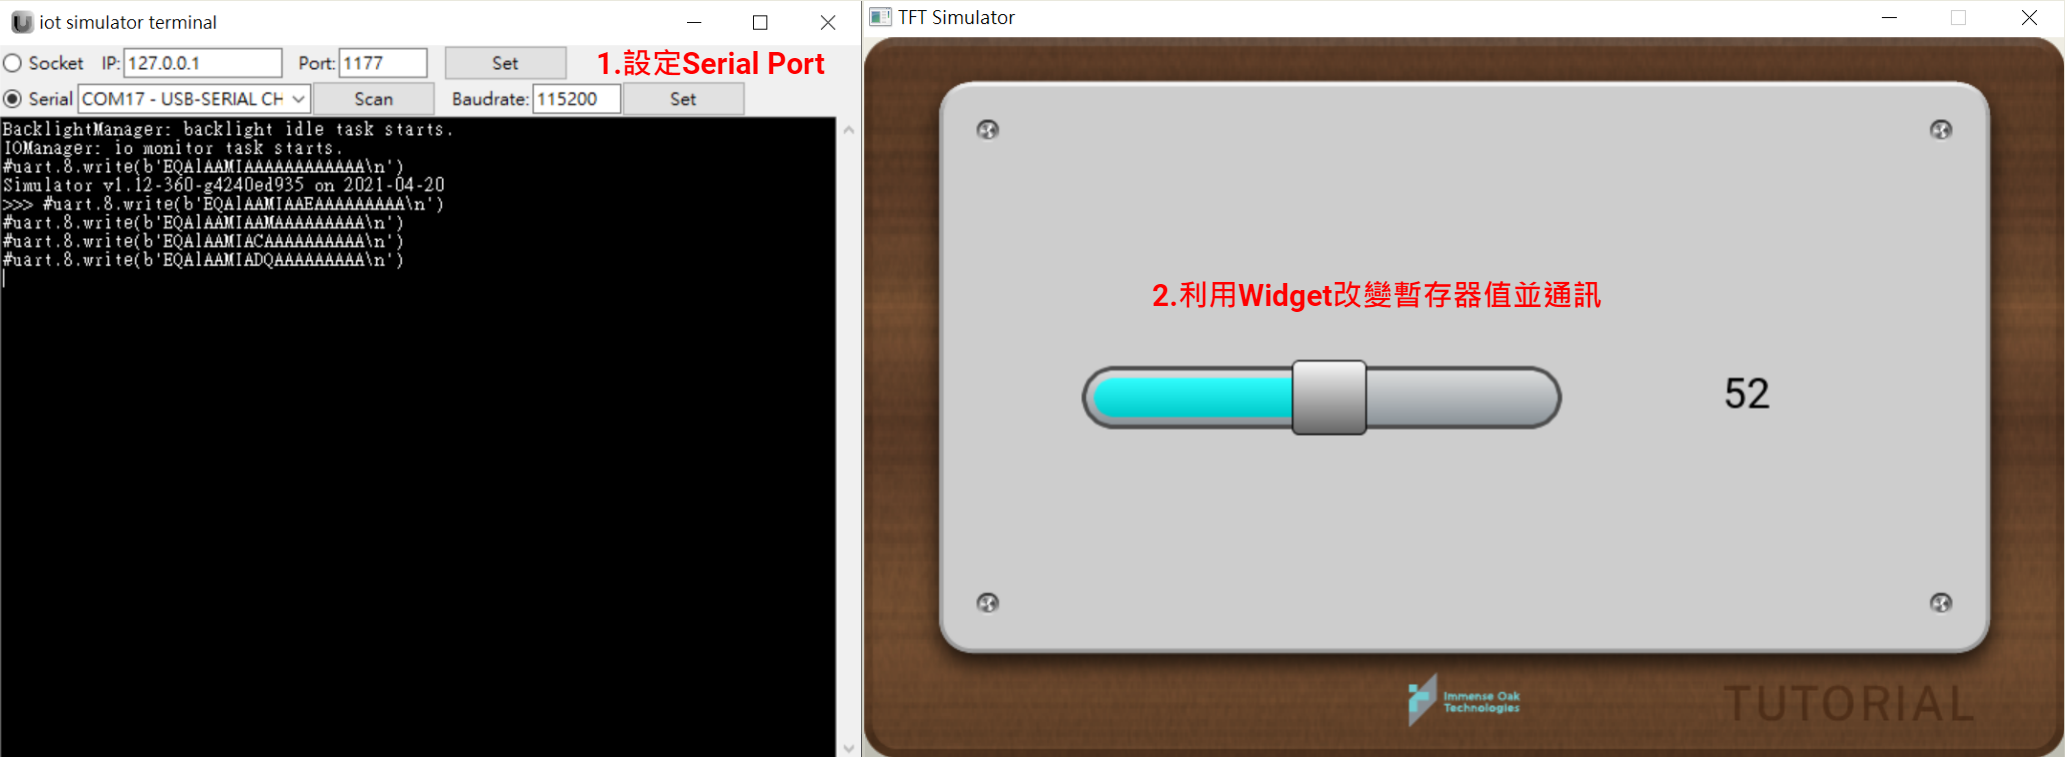 iot simulator terminal
Socket IP: 127.0.0.1 Port: 1177 Set
1.設定Serial Port
Serial COM17 - USB-SERIAL CH Scan Baudrate: 115200 Set
BacklightManager: backlight idle task starts.
IOManager: io monitor task starts.
#uart.8.write(b'EQAlAAMIAAAAAAAAAAAA\n')
Simulator v1.12-360-g4240ed935 on 2021-04-20
>>> #uart.8.write(b'EQAlAAMIAAEAAAAAAAAA\n')
#uart.8.write(b'EQAlAAMIAAMAAAAAAAAA\n')
#uart.8.write(b'EQAlAAMIACAAAAAAAAAA\n')
#uart.8.write(b'EQAlAAMIADQAAAAAAAAA\n')
TFT Simulator
2.利用Widget改變暫存器值並通訊
52
Immense Oak
Technologies
TUTORIAL